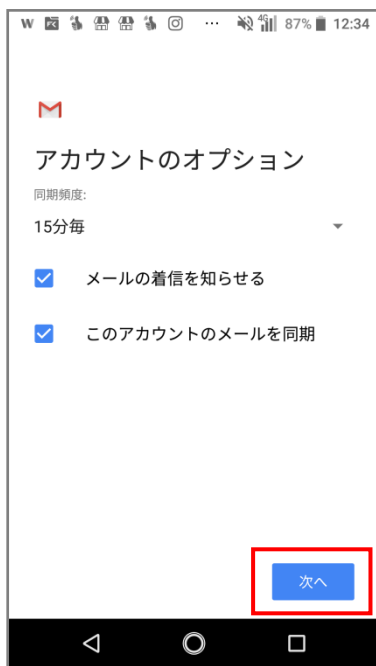 W ... 4G 87% 12:34
アカウントのオプション
同期頻度:
15分毎
メールの着信を知らせる
このアカウントのメールを同期
次へ